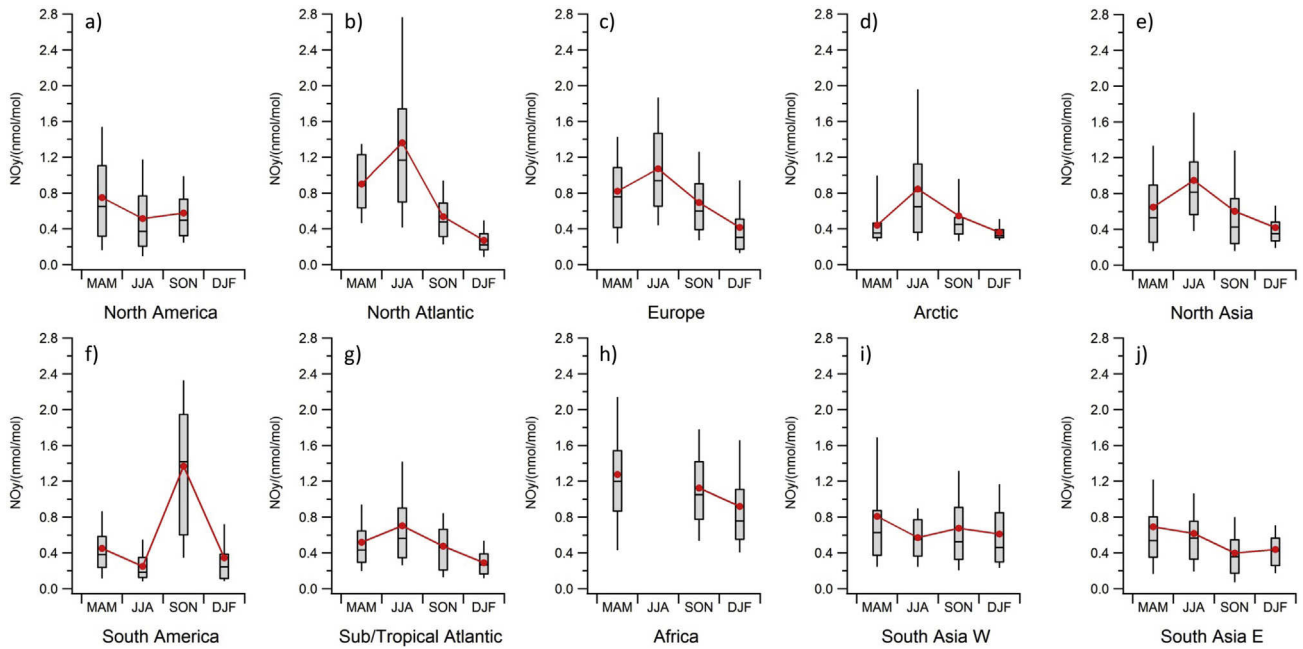 a)
2.8
2.4
2.0
1.6
1.2
0.8
0.4
0.0
NOy/(nmol/mol)
MAM JJA SON DJF
North America
b)
2.8
2.4
2.0
1.6
1.2
0.8
0.4
0.0
NOy/(nmol/mol)
MAM JJA SON DJF
North Atlantic
c)
2.8
2.4
2.0
1.6
1.2
0.8
0.4
0.0
NOy/(nmol/mol)
MAM JJA SON DJF
Europe
d)
2.8
2.4
2.0
1.6
1.2
0.8
0.4
0.0
NOy/(nmol/mol)
MAM JJA SON DJF
Arctic
e)
2.8
2.4
2.0
1.6
1.2
0.8
0.4
0.0
NOy/(nmol/mol)
MAM JJA SON DJF
North Asia
f)
2.8
2.4
2.0
1.6
1.2
0.8
0.4
0.0
NOy/(nmol/mol)
MAM JJA SON DJF
South America
g)
2.8
2.4
2.0
1.6
1.2
0.8
0.4
0.0
NOy/(nmol/mol)
MAM JJA SON DJF
Sub/Tropical Atlantic
h)
2.8
2.4
2.0
1.6
1.2
0.8
0.4
0.0
NOy/(nmol/mol)
MAM JJA SON DJF
Africa
i)
2.8
2.4
2.0
1.6
1.2
0.8
0.4
0.0
NOy/(nmol/mol)
MAM JJA SON DJF
South Asia W
j)
2.8
2.4
2.0
1.6
1.2
0.8
0.4
0.0
NOy/(nmol/mol)
MAM JJA SON DJF
South Asia E